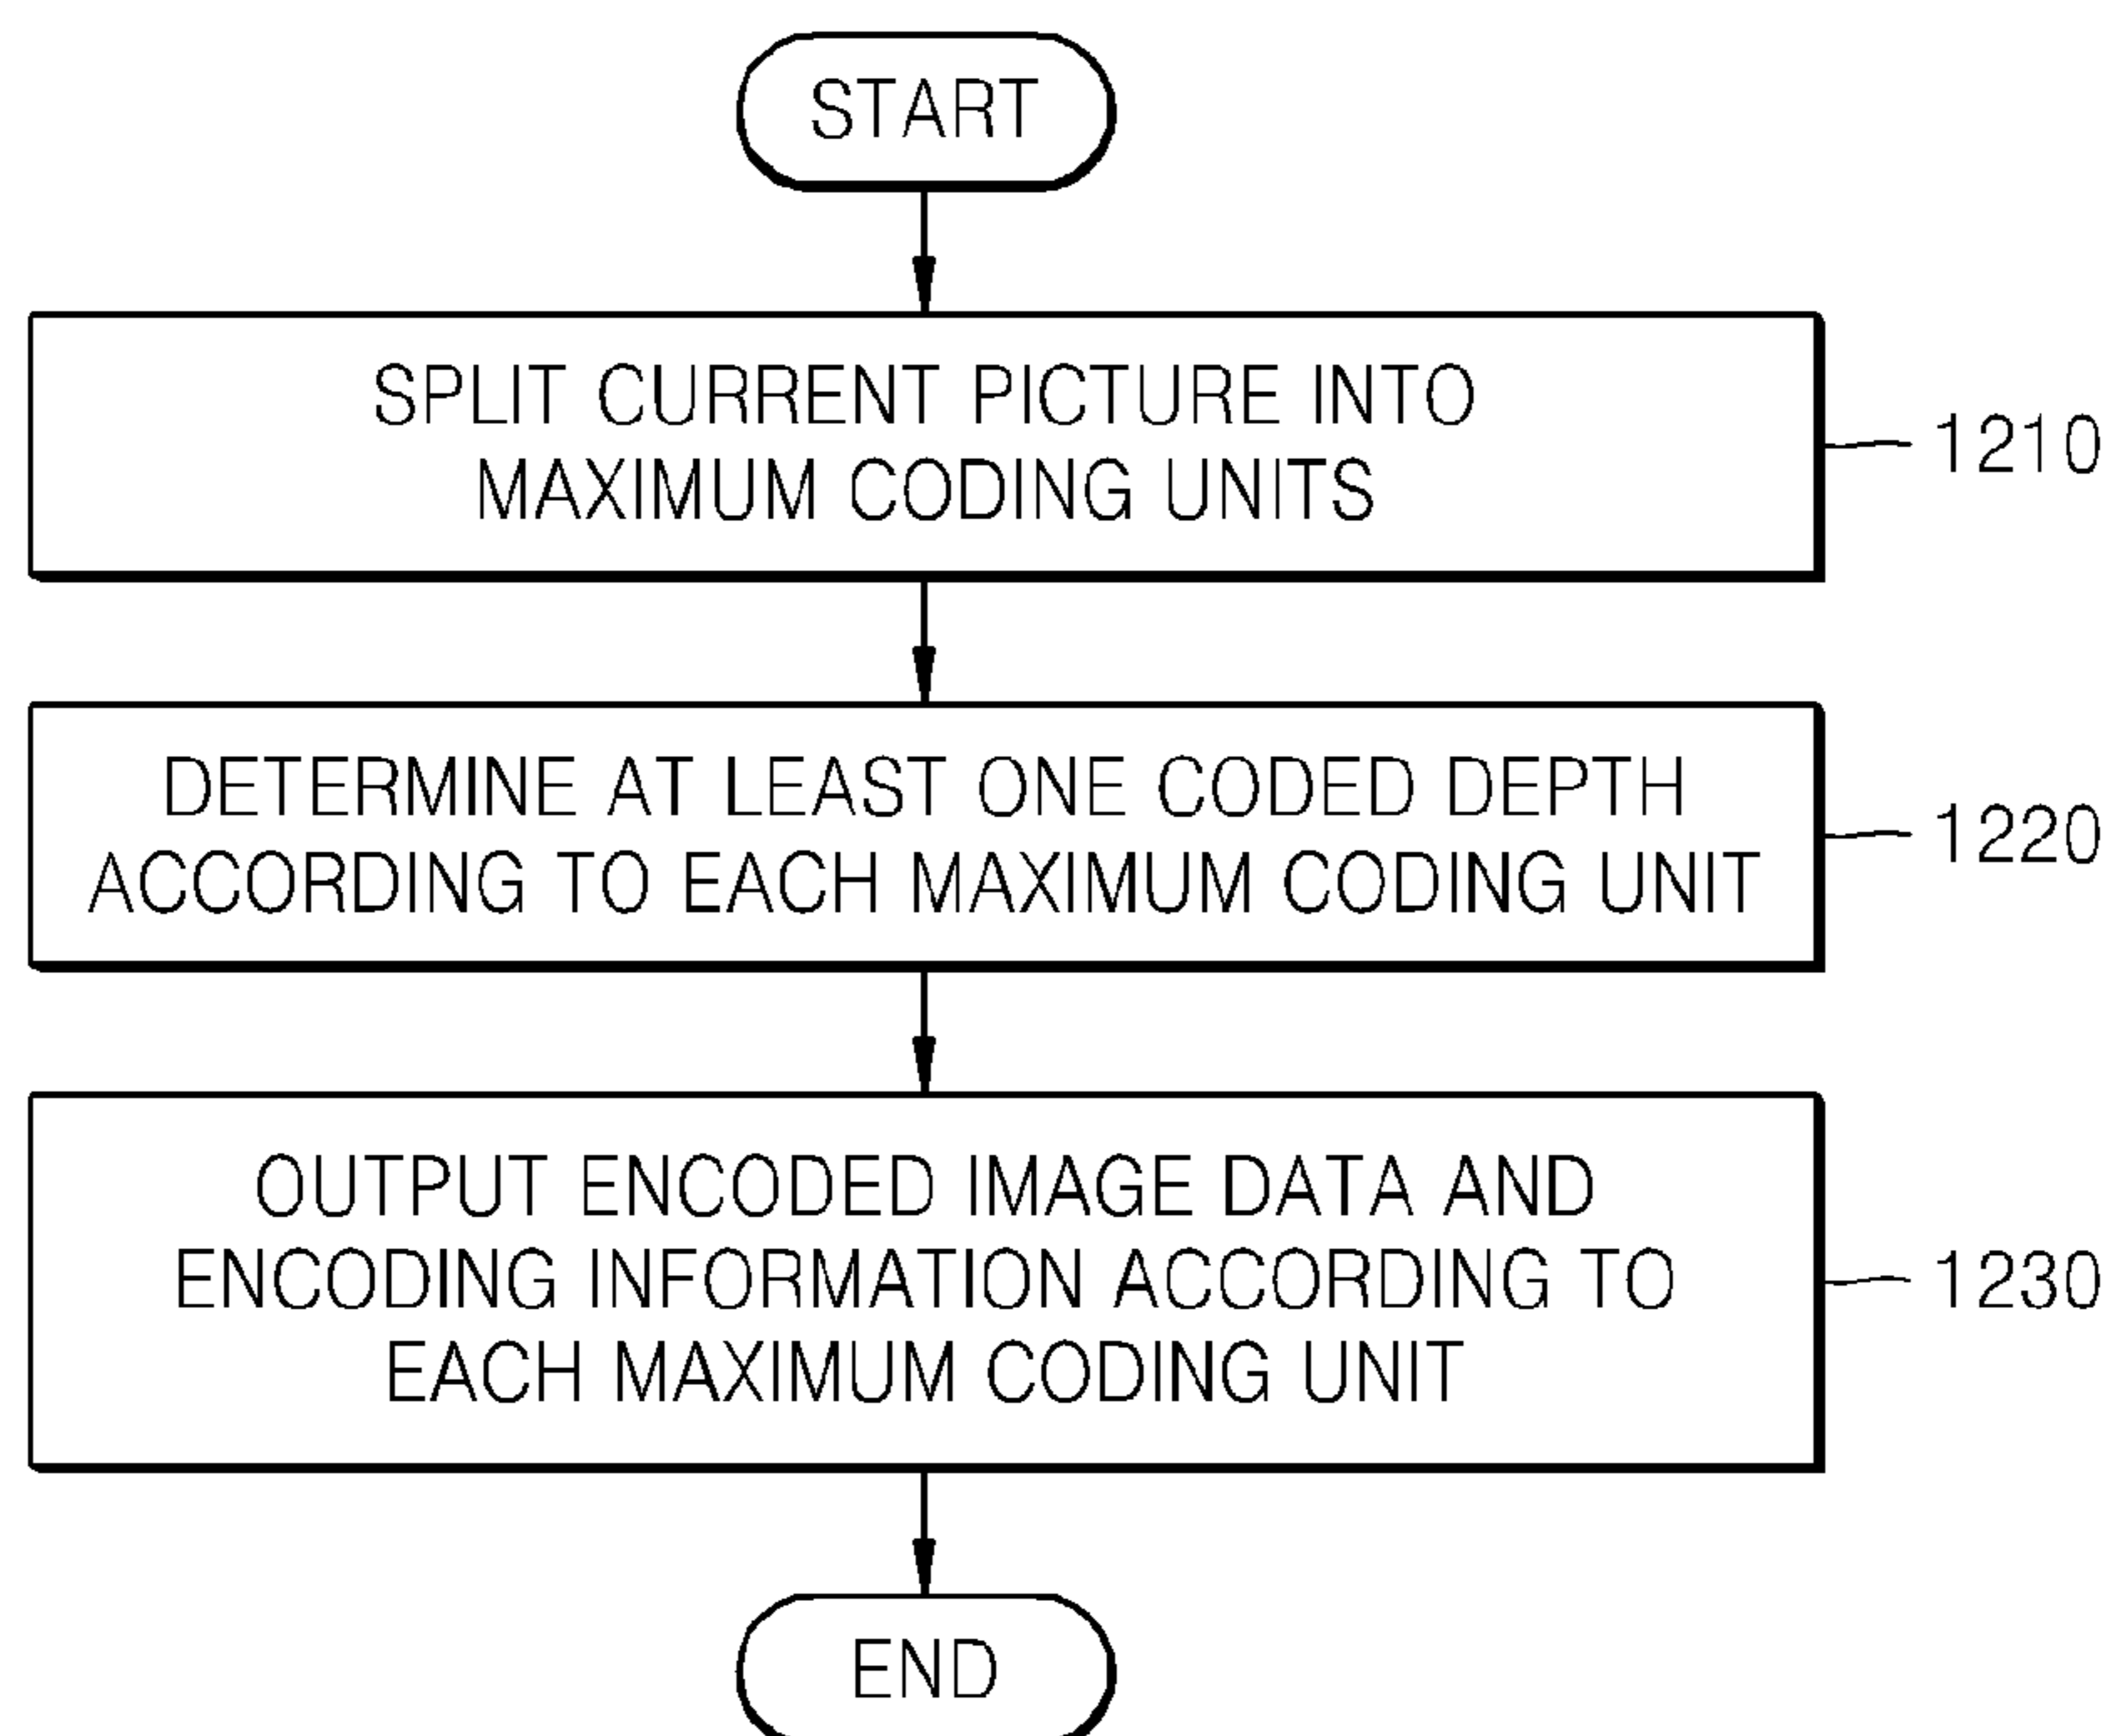 START
SPLIT CURRENT PICTURE INTO
MAXIMUM CODING UNITS
1210
DETERMINE AT LEAST ONE CODED DEPTH
ACCORDING TO EACH MAXIMUM CODING UNIT
1220
OUTPUT ENCODED IMAGE DATA AND
ENCODING INFORMATION ACCORDING TO
EACH MAXIMUM CODING UNIT
1230
END